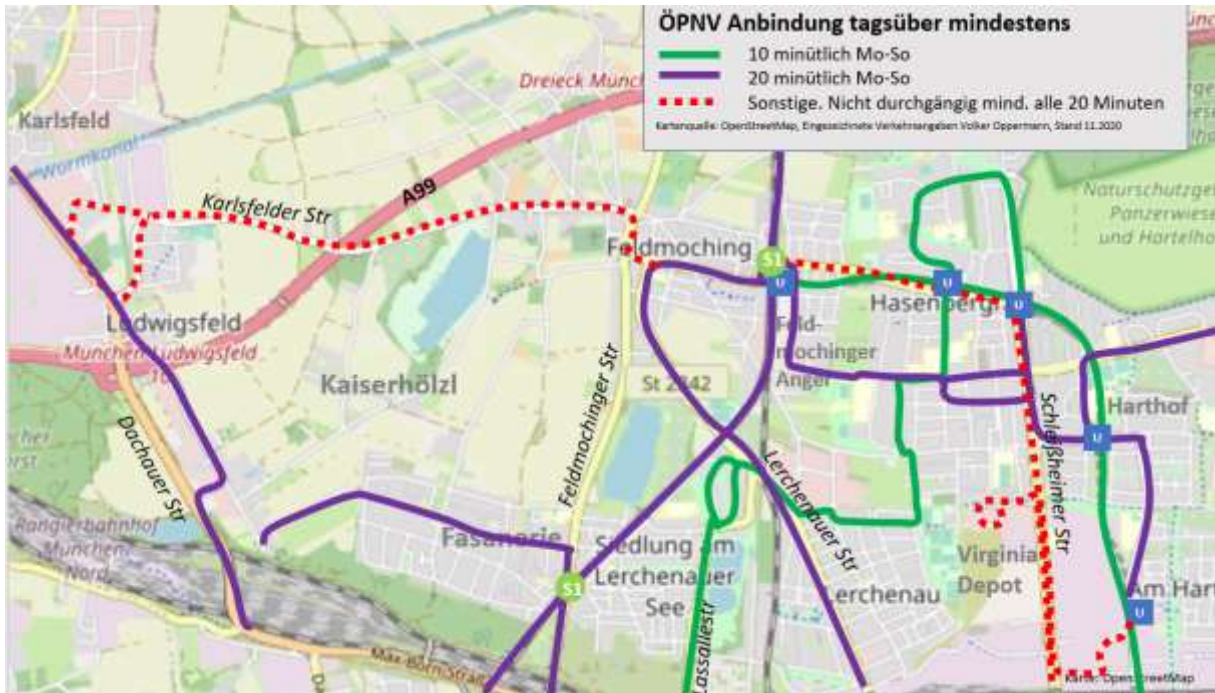 ÖPNV Anbindung tagsüber mindestens
10 minütlich Mo-So
20 minütlich Mo-So
Sonstige. Nicht durchgängig mind. alle 20 Minuten
Kartenquelle: OpenStreetMap, Eingezeichnete Verkehrsangaben Volker Oppermann, Stand 11.2020
Dreieck Münc
Karlsfeld
Würmkanal
A99
Karlsfelder Str
Naturschutzge
Panzerwiese
und Hartelho
Feldmoching
S1
U
U
Hasenberg
U
Ludwigsfeld
München-Ludwigsfeld
Feld-
mochinger
Anger
Kaiserhölzl
St 2342
Feldmochinger Str
Schleißheimer Str
Harthof
U
Dachauer Str
Lerchenauer Str
Rangierbahnhof
München
Nord
Fasanerie
Siedlung am
Lerchenauer
See
S1
Virginia
Depot
Lerchenau
Am Hart
U
Lassallestr
Max-Born-Straße
Da
Karte: OpenStreetMap